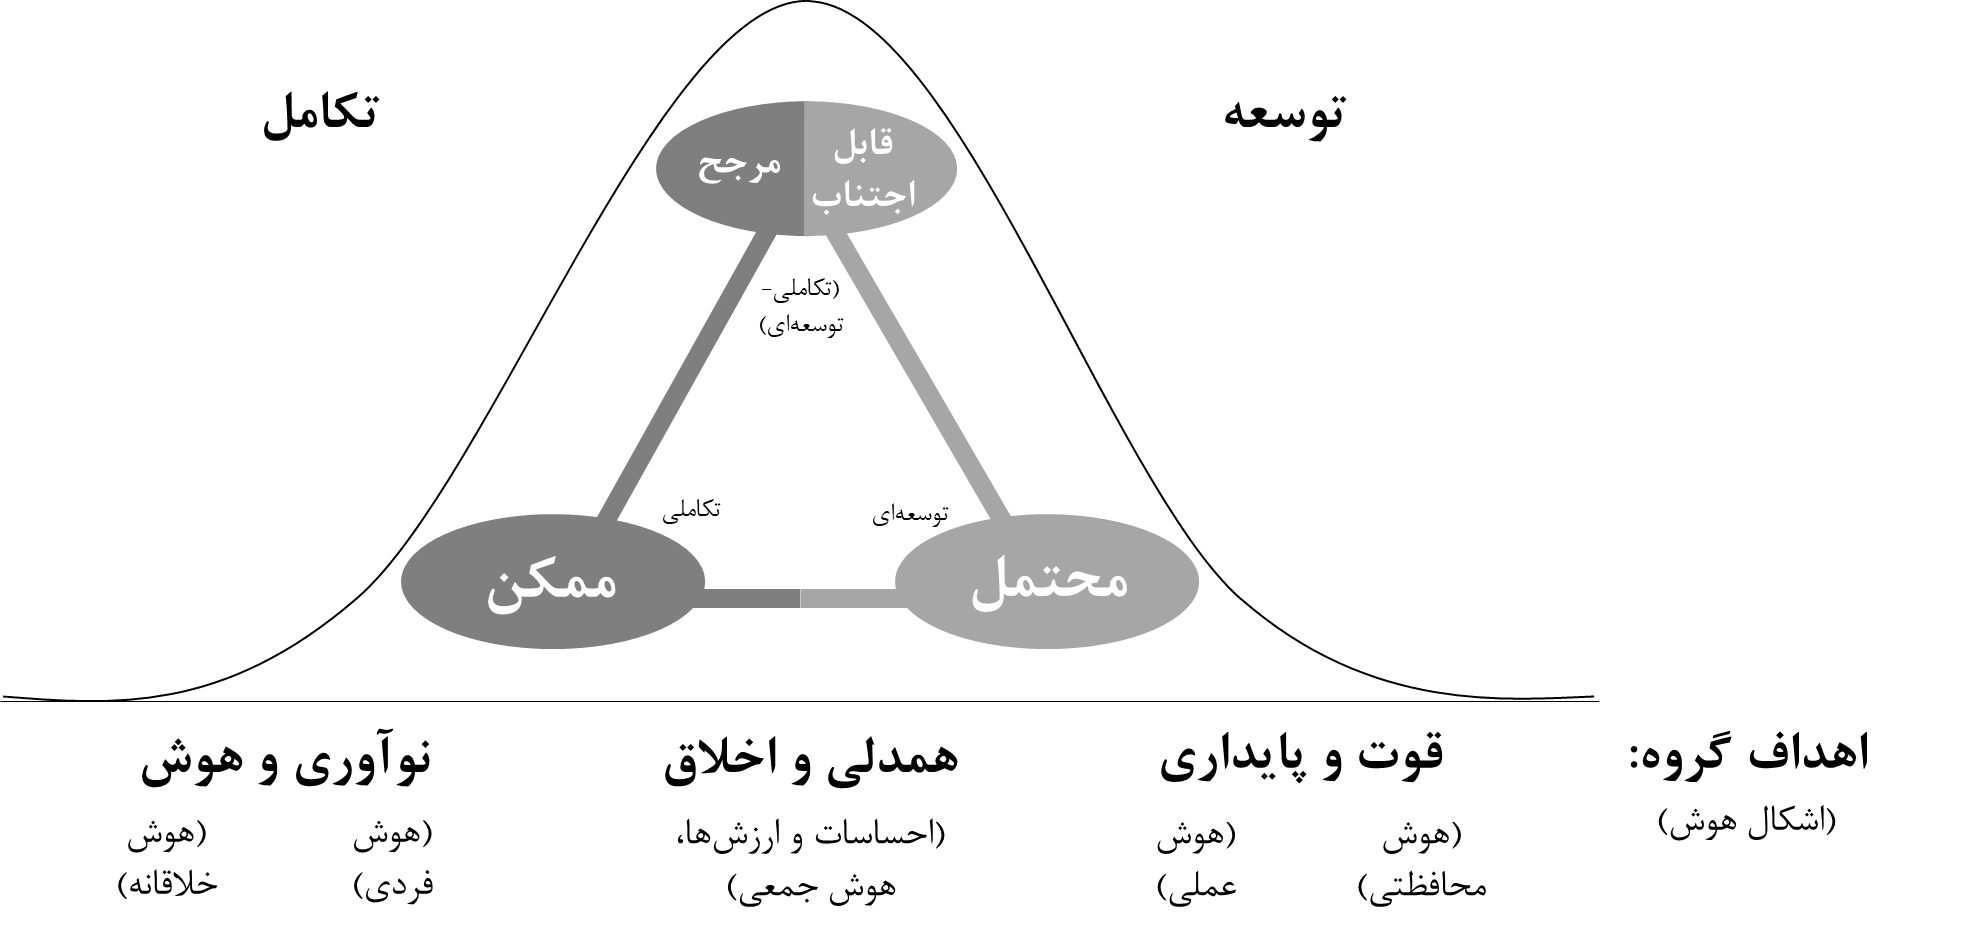 توسعه
تکامل
قابل
اجتناب
مرجح
(تکاملی-
توسعه‌ای)
توسعه‌ای
تکاملی
محتمل
ممکن
اهداف گروه:
(اشکال هوش)
قوت و پایداری
(هوش
محافظتی)
(هوش
عملی)
همدلی و اخلاق
(احساسات و ارزش‌ها،
هوش جمعی)
نوآوری و هوش
(هوش
فردی)
(هوش
خلاقانه)